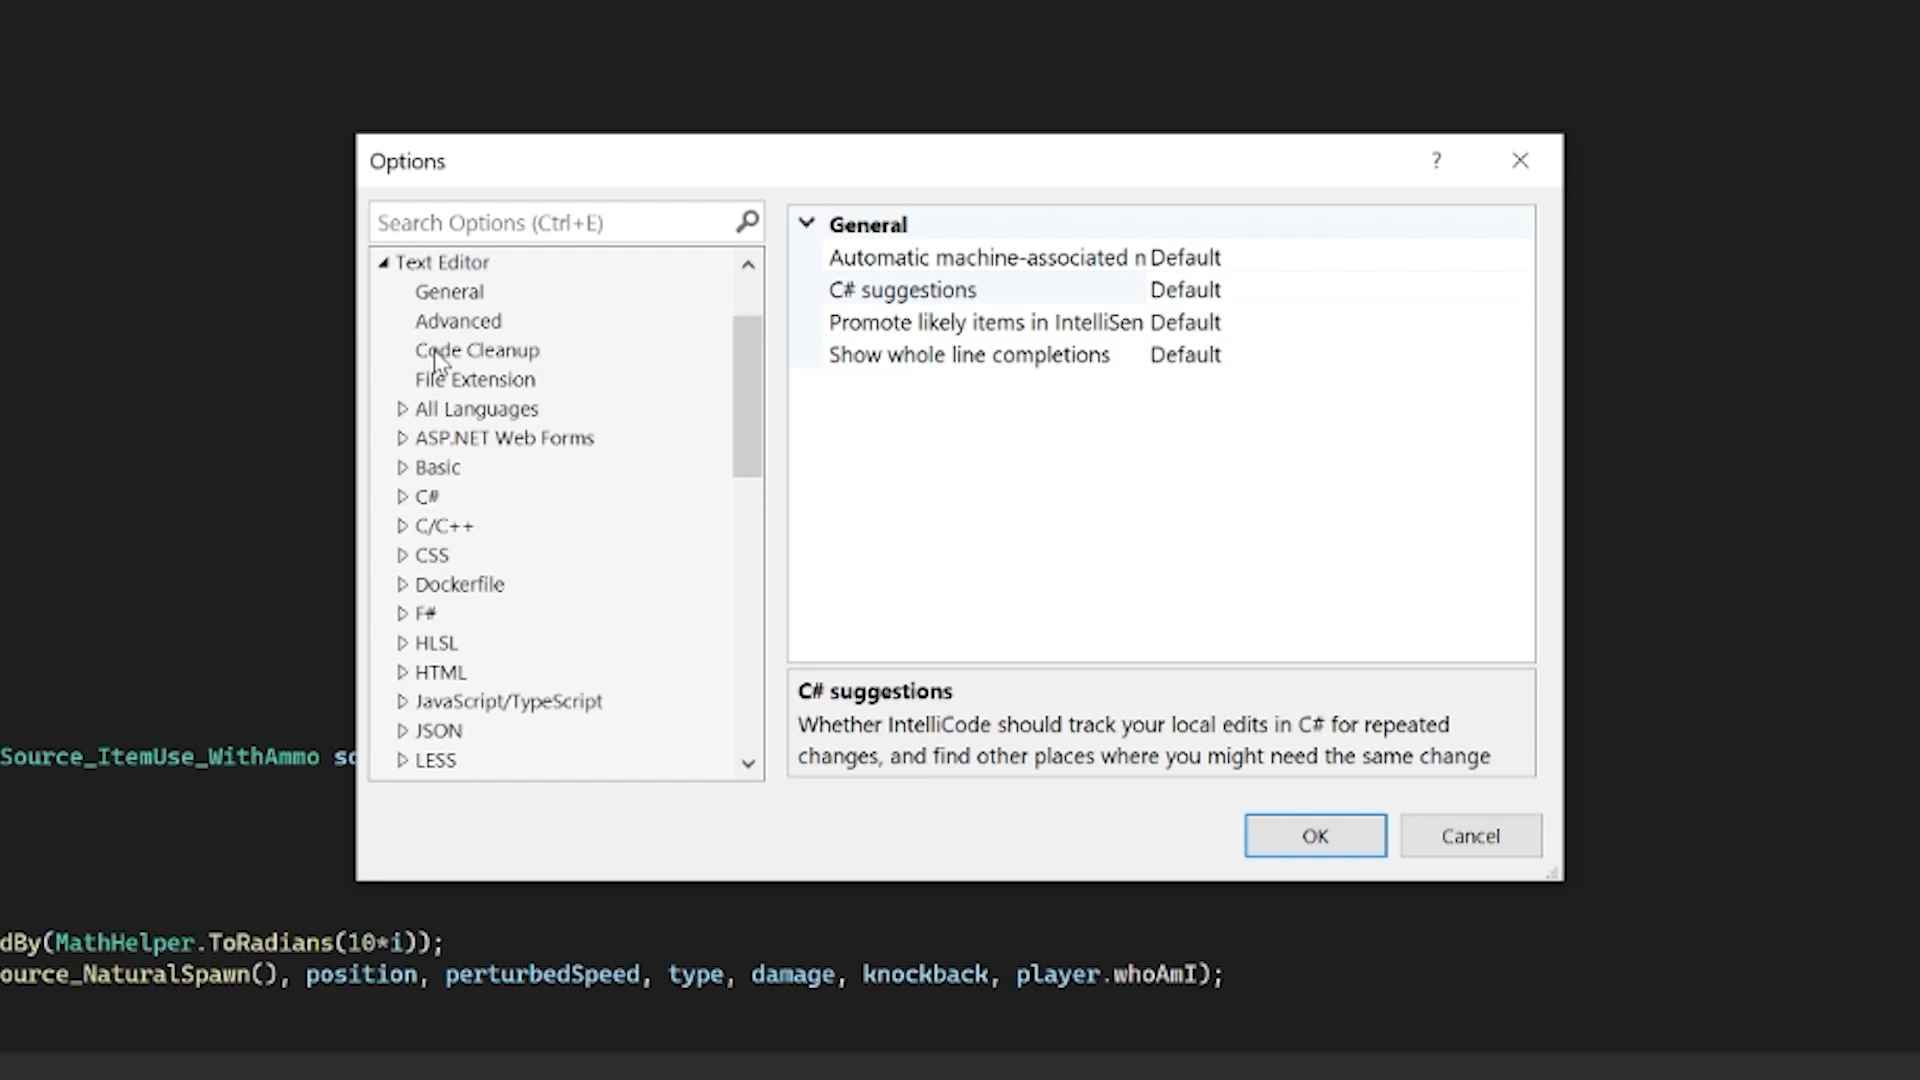 Options
?
Search Options (Ctrl+E)
Text Editor
General
Advanced
Code Cleanup
File Extension
All Languages
ASP.NET Web Forms
Basic
C#
C/C++
CSS
Dockerfile
F#
HLSL
HTML
JavaScript/TypeScript
JSON
LESS
General
Automatic machine-associated n Default
C# suggestions Default
Promote likely items in IntelliSen Default
Show whole line completions Default
C# suggestions
Whether IntelliCode should track your local edits in C# for repeated
changes, and find other places where you might need the same change
OK Cancel
Source_ItemUse_WithAmmo so
dBy(MathHelper.ToRadians(10*i));
ource_NaturalSpawn(), position, perturbedSpeed, type, damage, knockback, player.whoAmI);